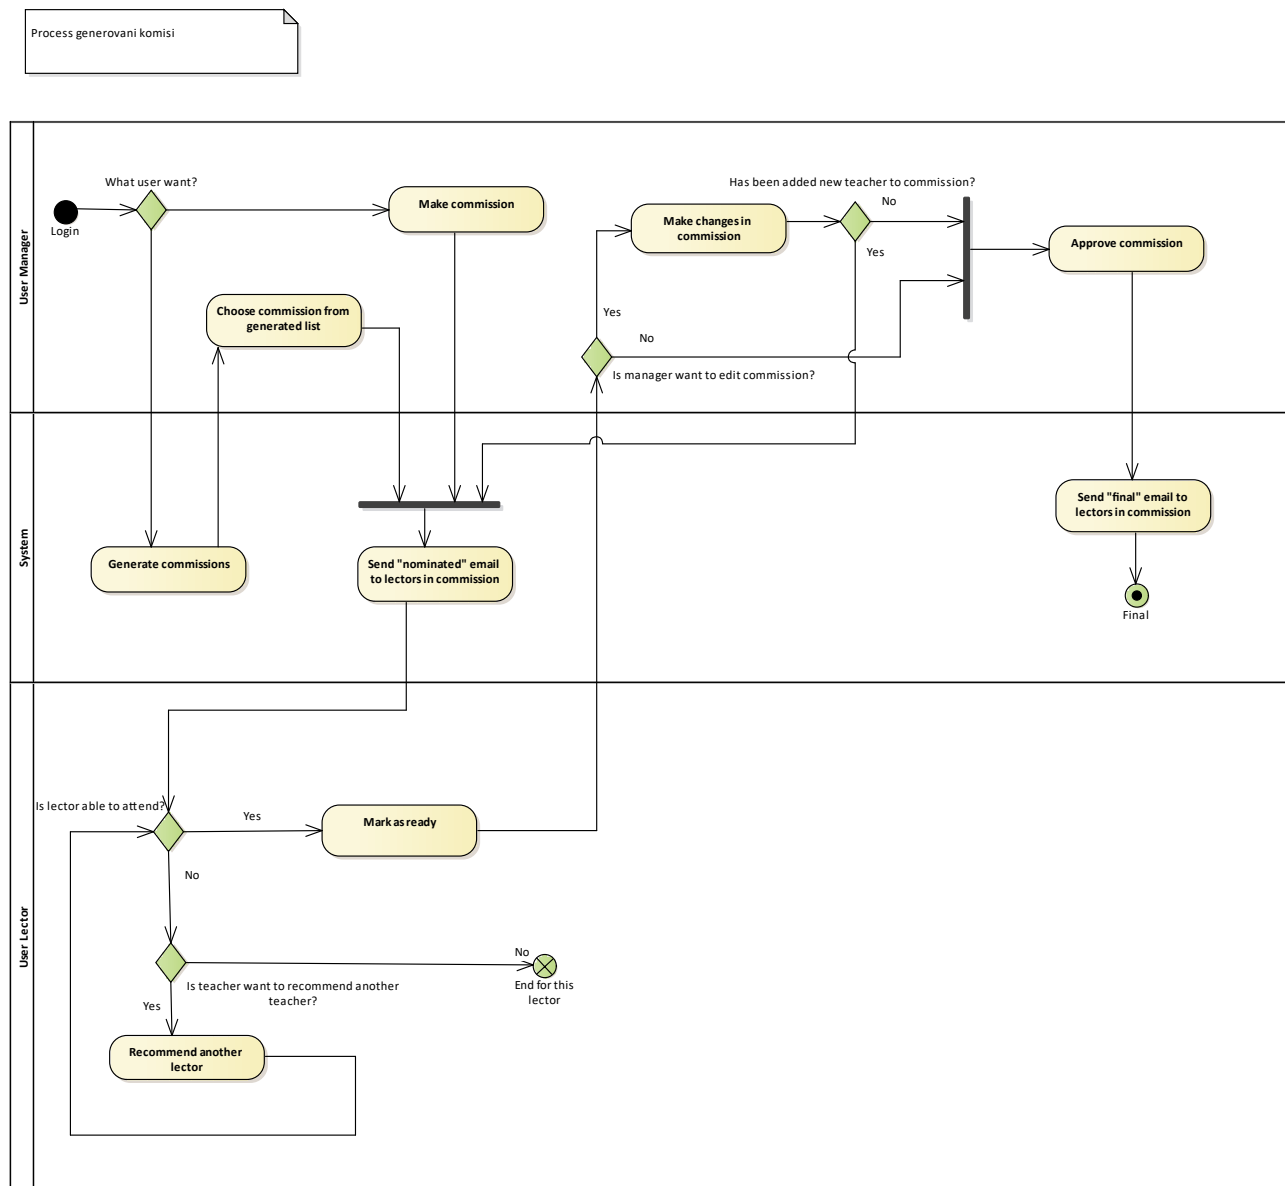 Process generovani komisi
User Manager
What user want?
Login
Make commission
Choose commission from
generated list
Make changes in
commission
Has been added new teacher to commission?
No
Yes
Approve commission
Yes
No
Is manager want to edit commission?
System
Generate commissions
Send "nominated" email
to lectors in commission
Send "final" email to
lectors in commission
Final
User Lector
Is lector able to attend?
Yes
Mark as ready
No
No
End for this
lector
Is teacher want to recommend another
teacher?
Yes
Recommend another
lector